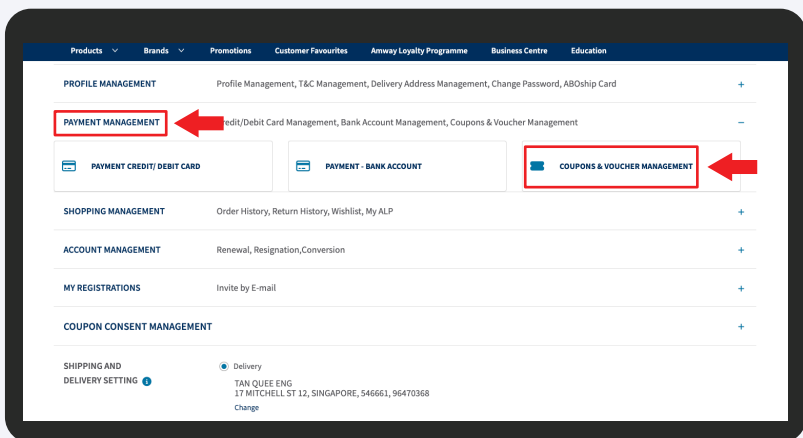 Products Brands Promotions Customer Favourites Amway Loyalty Programme Business Centre Education
PROFILE MANAGEMENT Profile Management, T&C Management, Delivery Address Management, Change Password, ABOship Card +
PAYMENT MANAGEMENT redit/Debit Card Management, Bank Account Management, Coupons & Voucher Management −
PAYMENT CREDIT/ DEBIT CARD PAYMENT - BANK ACCOUNT COUPONS & VOUCHER MANAGEMENT
SHOPPING MANAGEMENT Order History, Return History, Wishlist, My ALP +
ACCOUNT MANAGEMENT Renewal, Resignation,Conversion +
MY REGISTRATIONS Invite by E-mail +
COUPON CONSENT MANAGEMENT +
SHIPPING AND Delivery
DELIVERY SETTING i TAN QUEE ENG
17 MITCHELL ST 12, SINGAPORE, 546661, 96470368
Change